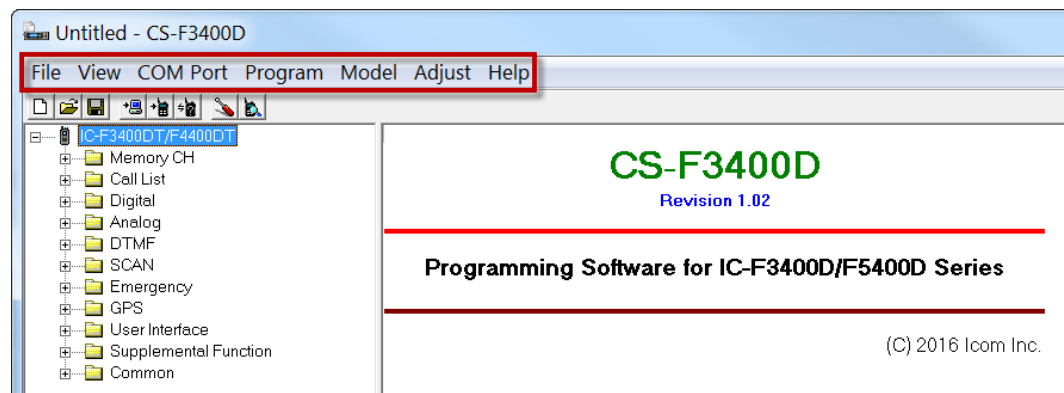 Untitled - CS-F3400D
File View COM Port Program Model Adjust Help
IC-F3400DT/F4400DT
Memory CH
Call List
Digital
Analog
DTMF
SCAN
Emergency
GPS
User Interface
Supplemental Function
Common
CS-F3400D
Revision 1.02
Programming Software for IC-F3400D/F5400D Series
(C) 2016 Icom Inc.